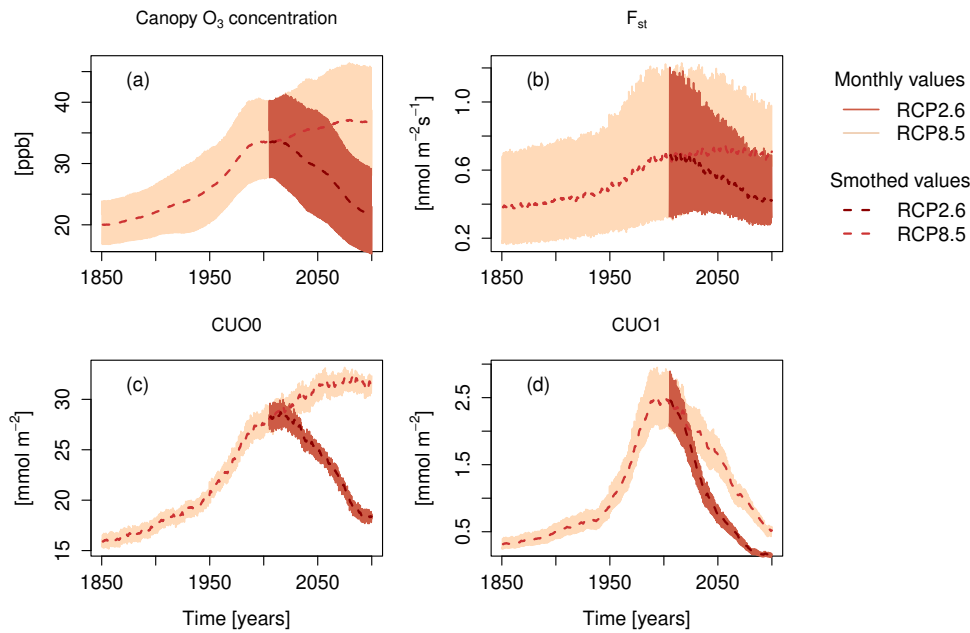 Canopy O₃ concentration
(a)
[ppb]
20 30 40
1850 1950 2050
F_st
(b)
[nmol m⁻²s⁻¹]
0.2 0.6 1.0
1850 1950 2050
Monthly values
RCP2.6
RCP8.5
Smothed values
RCP2.6
RCP8.5
CUO0
(c)
[mmol m⁻²]
15 20 25 30
1850 1950 2050
Time [years]
CUO1
(d)
[mmol m⁻²]
0.5 1.5 2.5
1850 1950 2050
Time [years]